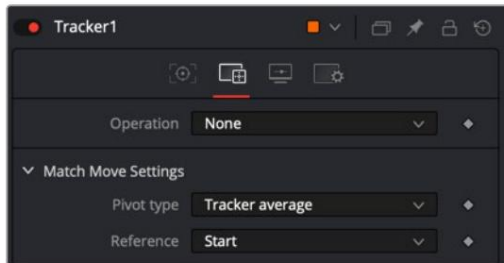 Tracker1
Operation None
Match Move Settings
Pivot type Tracker average
Reference Start